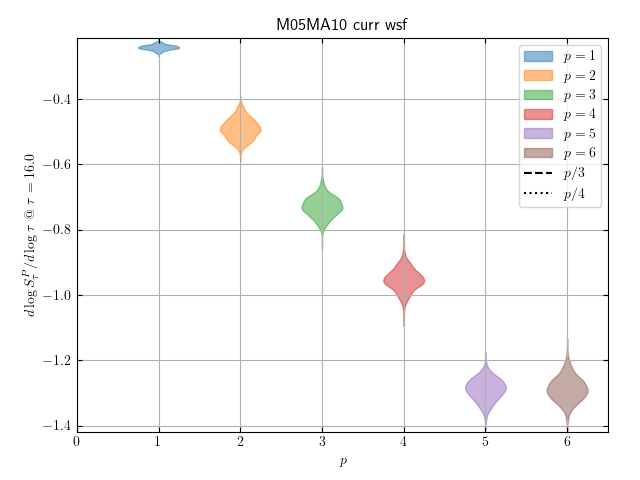 M05MA10 curr wsf
d log S_τ^P / d log τ @ τ = 16.0
−0.4
−0.6
−0.8
−1.0
−1.2
−1.4
0 1 2 3 4 5 6
p
p = 1
p = 2
p = 3
p = 4
p = 5
p = 6
p/3
p/4